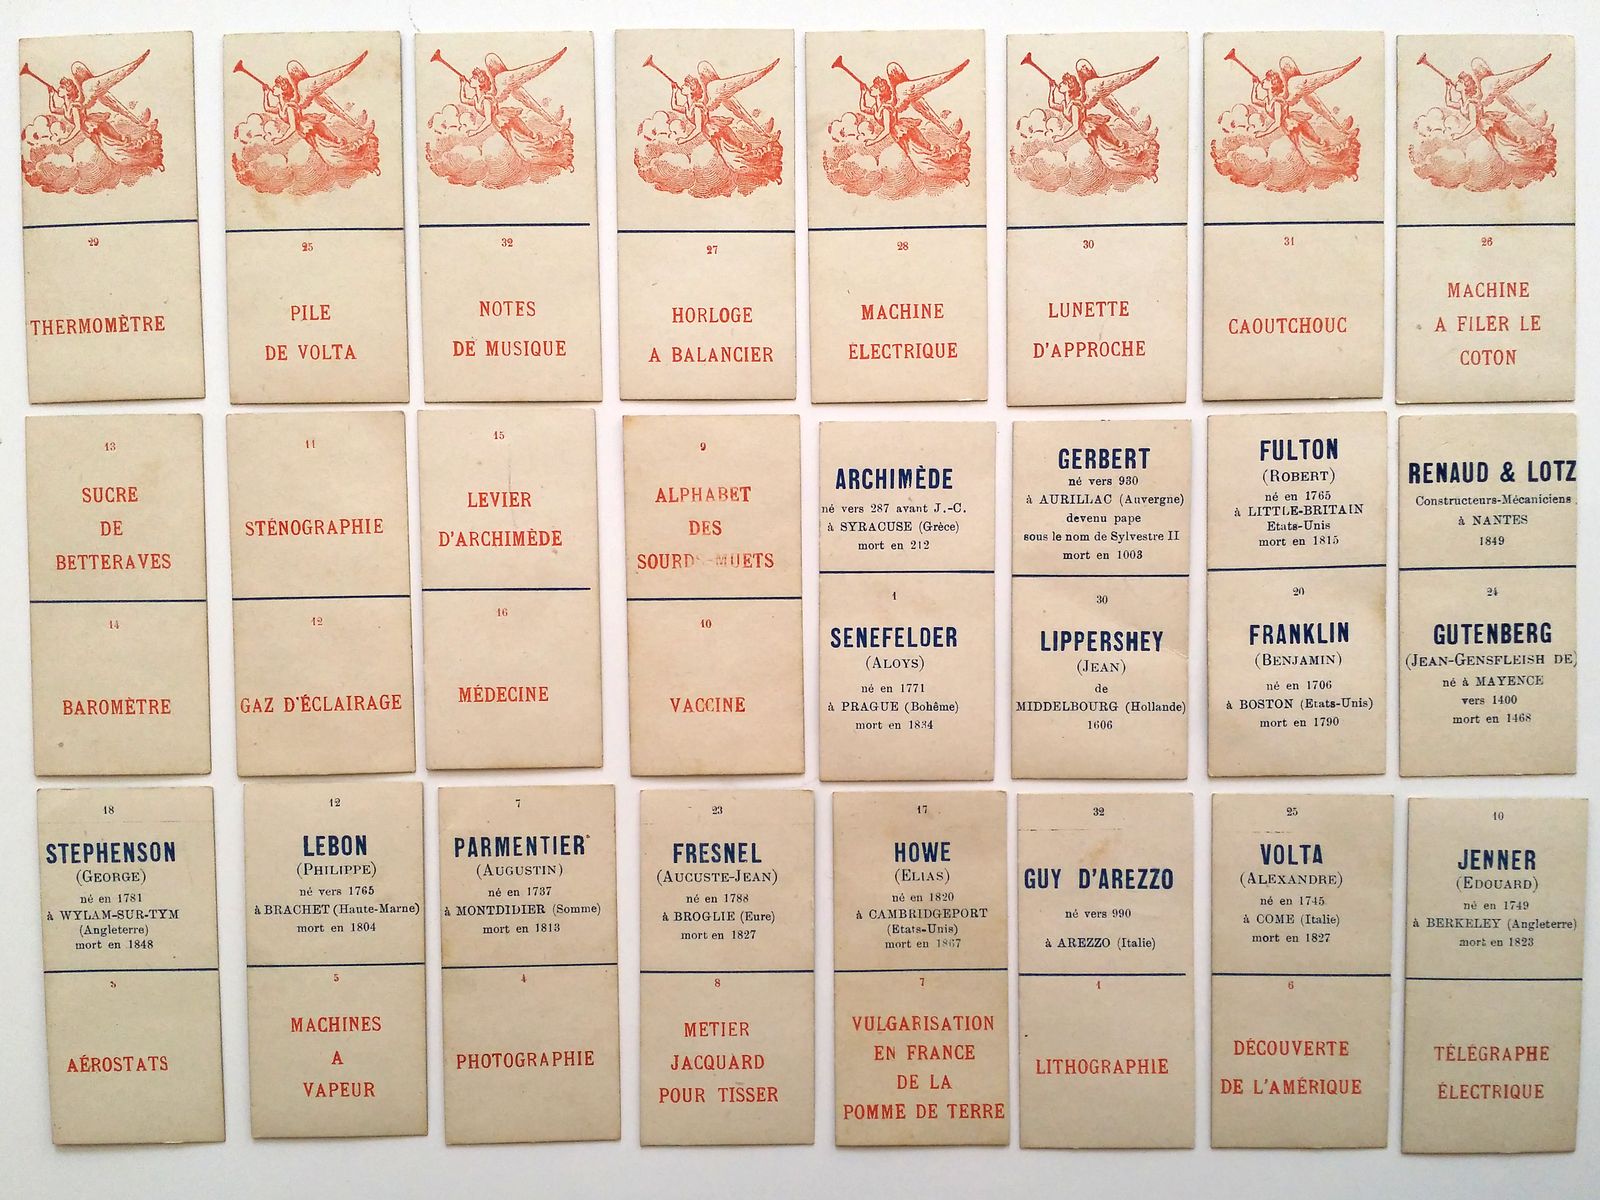 29
THERMOMÈTRE
25
PILE
DE VOLTA
32
NOTES
DE MUSIQUE
27
HORLOGE
A BALANCIER
28
MACHINE
ÉLECTRIQUE
30
LUNETTE
D'APPROCHE
31
CAOUTCHOUC
26
MACHINE
A FILER LE
COTON
13
SUCRE
DE
BETTERAVES
14
BAROMÈTRE
11
STÉNOGRAPHIE
12
GAZ D'ÉCLAIRAGE
15
LEVIER
D'ARCHIMÈDE
16
MÉDECINE
9
ALPHABET
DES
SOURDS-MUETS
10
VACCINE
ARCHIMÈDE
né vers 287 avant J.-C.
à SYRACUSE (Grèce)
mort en 212
1
SENEFELDER
(ALOYS)
né en 1771
à PRAGUE (Bohême)
mort en 1834
GERBERT
né vers 930
à AURILLAC (Auvergne)
devenu pape
sous le nom de Sylvestre II
mort en 1003
30
LIPPERSHEY
(JEAN)
de
MIDDELBOURG (Hollande)
1606
FULTON
(ROBERT)
né en 1765
à LITTLE-BRITAIN
Etats-Unis
mort en 1815
20
FRANKLIN
(BENJAMIN)
né en 1706
à BOSTON (Etats-Unis)
mort en 1790
RENAUD & LOTZ
Constructeurs-Mécaniciens
à NANTES
1849
24
GUTENBERG
(JEAN-GENSFLEISH DE)
né à MAYENCE
vers 1400
mort en 1468
18
STEPHENSON
(GEORGE)
né en 1781
à WYLAM-SUR-TYM
(Angleterre)
mort en 1848
3
AÉROSTATS
12
LEBON
(PHILIPPE)
né vers 1765
à BRACHET (Haute-Marne)
mort en 1804
5
MACHINES
A
VAPEUR
7
PARMENTIER
(AUGUSTIN)
né en 1737
à MONTDIDIER (Somme)
mort en 1813
4
PHOTOGRAPHIE
23
FRESNEL
(AUCUSTE-JEAN)
né en 1788
à BROGLIE (Eure)
mort en 1827
8
METIER
JACQUARD
POUR TISSER
17
HOWE
(ELIAS)
né en 1820
à CAMBRIDGEPORT
(Etats-Unis)
mort en 1867
7
VULGARISATION
EN FRANCE
DE LA
POMME DE TERRE
32
GUY D'AREZZO
né vers 990
à AREZZO (Italie)
1
LITHOGRAPHIE
25
VOLTA
(ALEXANDRE)
né en 1745
à COME (Italie)
mort en 1827
6
DÉCOUVERTE
DE L'AMÉRIQUE
10
JENNER
(EDOUARD)
né en 1749
à BERKELEY (Angleterre)
mort en 1823
TÉLÉGRAPHE
ÉLECTRIQUE